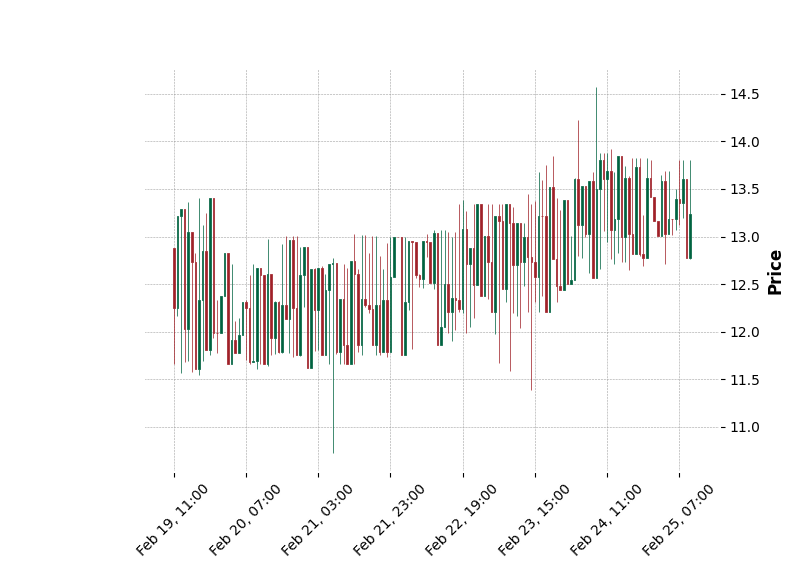 14.5
14.0
13.5
13.0
12.5
12.0
11.5
11.0
Price
Feb 19, 11:00
Feb 20, 07:00
Feb 21, 03:00
Feb 21, 23:00
Feb 22, 19:00
Feb 23, 15:00
Feb 24, 11:00
Feb 25, 07:00